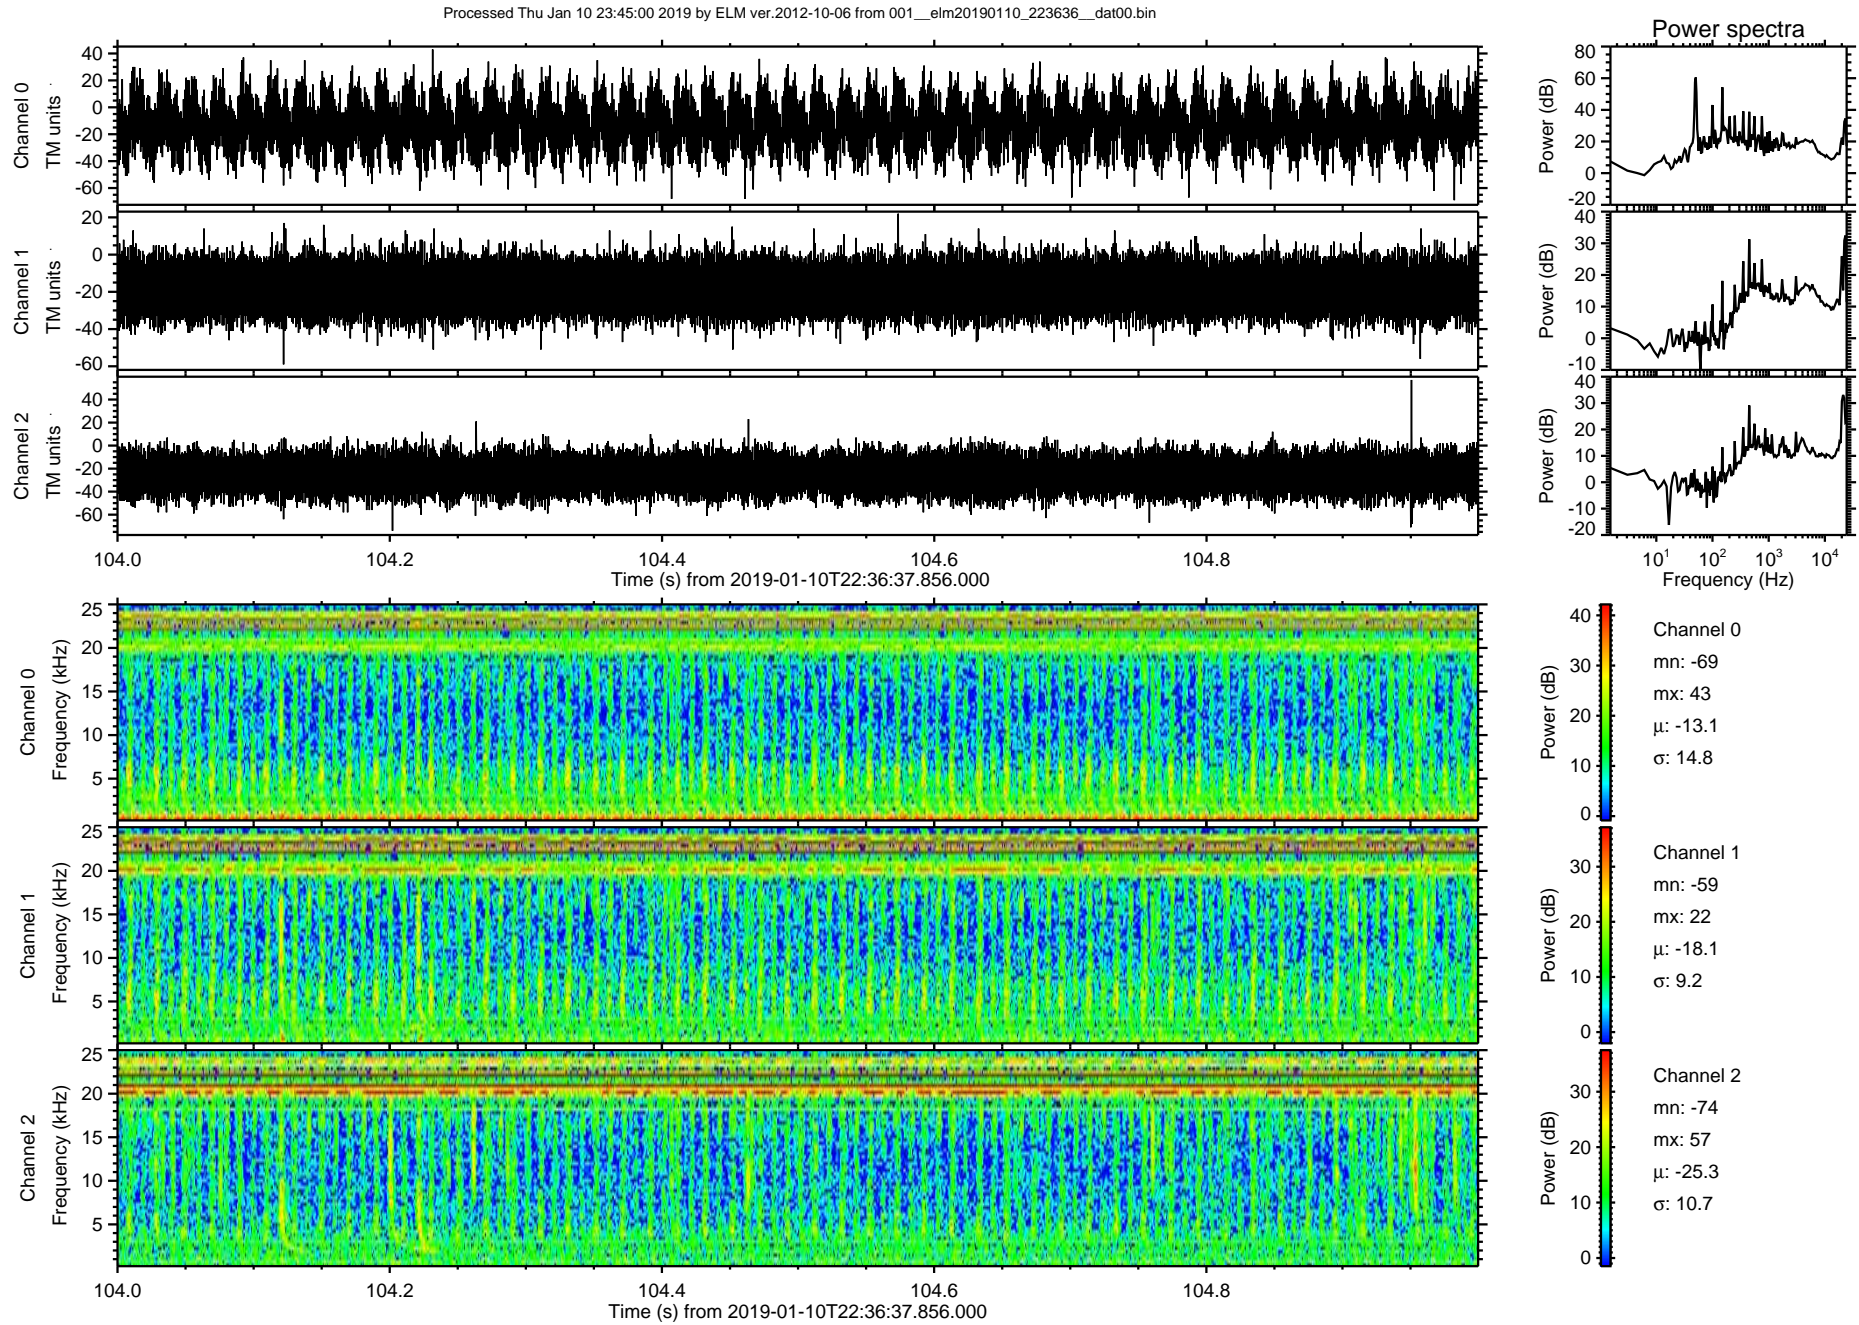 Processed Thu Jan 10 23:45:00 2019 by ELM ver.2012-10-06 from 001__elm20190110_223636__dat00.bin
Power spectra
Channel 0
TM units
40
20
0
-20
-40
-60
Power (dB)
80
60
40
20
0
-20
Channel 1
TM units
20
0
-20
-40
-60
Power (dB)
40
30
20
10
0
-10
Channel 2
TM units
40
20
0
-20
-40
-60
Power (dB)
40
30
20
10
0
-10
-20
104.0 104.2 104.4 104.6 104.8
Time (s) from 2019-01-10T22:36:37.856.000
10^1 10^2 10^3 10^4
Frequency (Hz)
Channel 0
Frequency (kHz)
25
20
15
10
5
Power (dB)
40
30
20
10
0
Channel 0
mn: -69
mx: 43
μ: -13.1
σ: 14.8
Channel 1
Frequency (kHz)
25
20
15
10
5
Power (dB)
30
20
10
0
Channel 1
mn: -59
mx: 22
μ: -18.1
σ: 9.2
Channel 2
Frequency (kHz)
25
20
15
10
5
Power (dB)
30
20
10
0
Channel 2
mn: -74
mx: 57
μ: -25.3
σ: 10.7
104.0 104.2 104.4 104.6 104.8
Time (s) from 2019-01-10T22:36:37.856.000